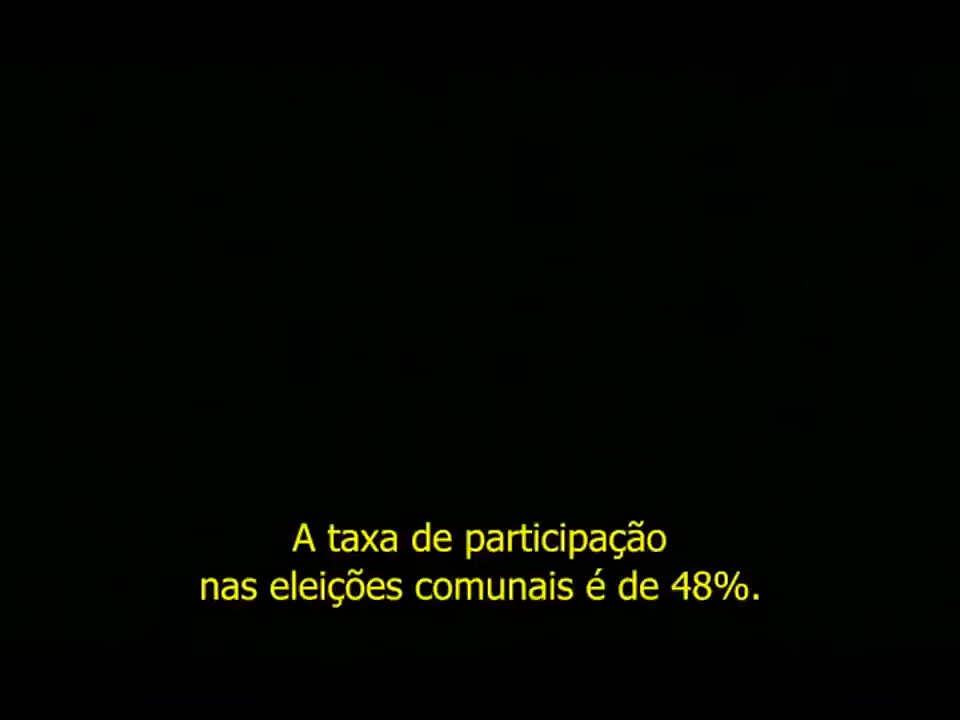 A taxa de participação
nas eleições comunais é de 48%.